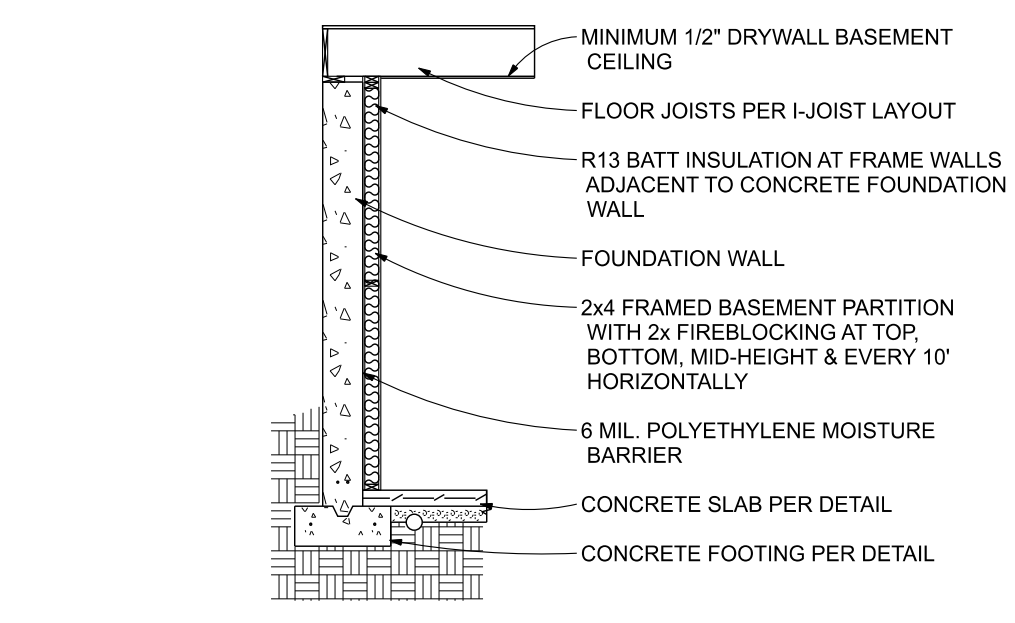 MINIMUM 1/2" DRYWALL BASEMENT
CEILING
FLOOR JOISTS PER I-JOIST LAYOUT
R13 BATT INSULATION AT FRAME WALLS
ADJACENT TO CONCRETE FOUNDATION
WALL
FOUNDATION WALL
2x4 FRAMED BASEMENT PARTITION
WITH 2x FIREBLOCKING AT TOP,
BOTTOM, MID-HEIGHT & EVERY 10'
HORIZONTALLY
6 MIL. POLYETHYLENE MOISTURE
BARRIER
CONCRETE SLAB PER DETAIL
CONCRETE FOOTING PER DETAIL